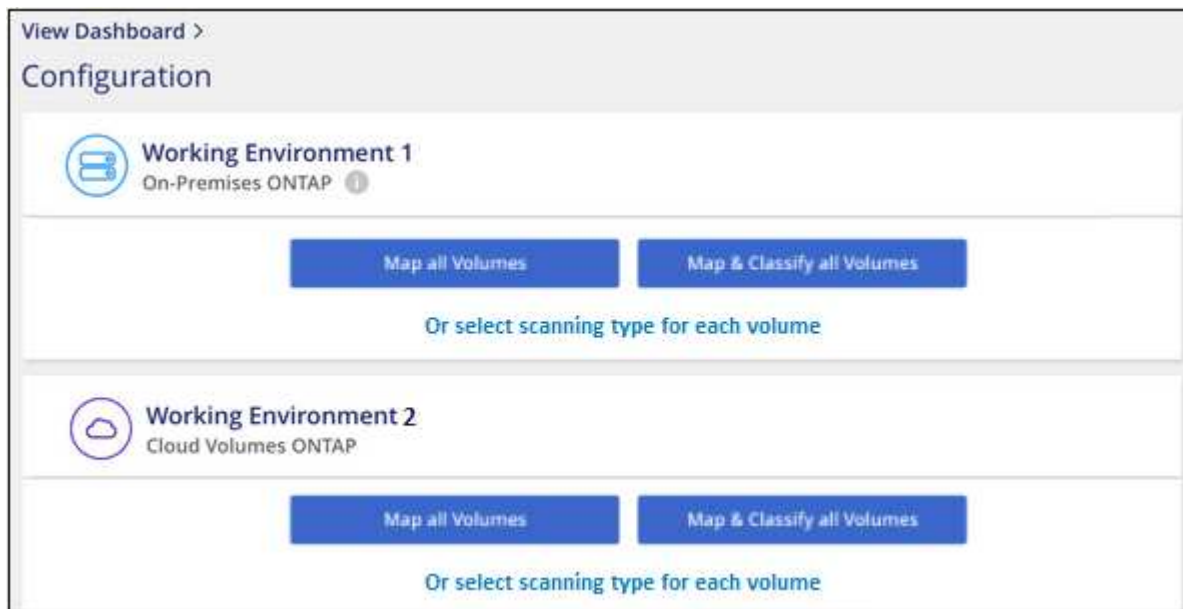 View Dashboard >
Configuration
Working Environment 1
On-Premises ONTAP i
Map all Volumes Map & Classify all Volumes
Or select scanning type for each volume
Working Environment 2
Cloud Volumes ONTAP
Map all Volumes Map & Classify all Volumes
Or select scanning type for each volume